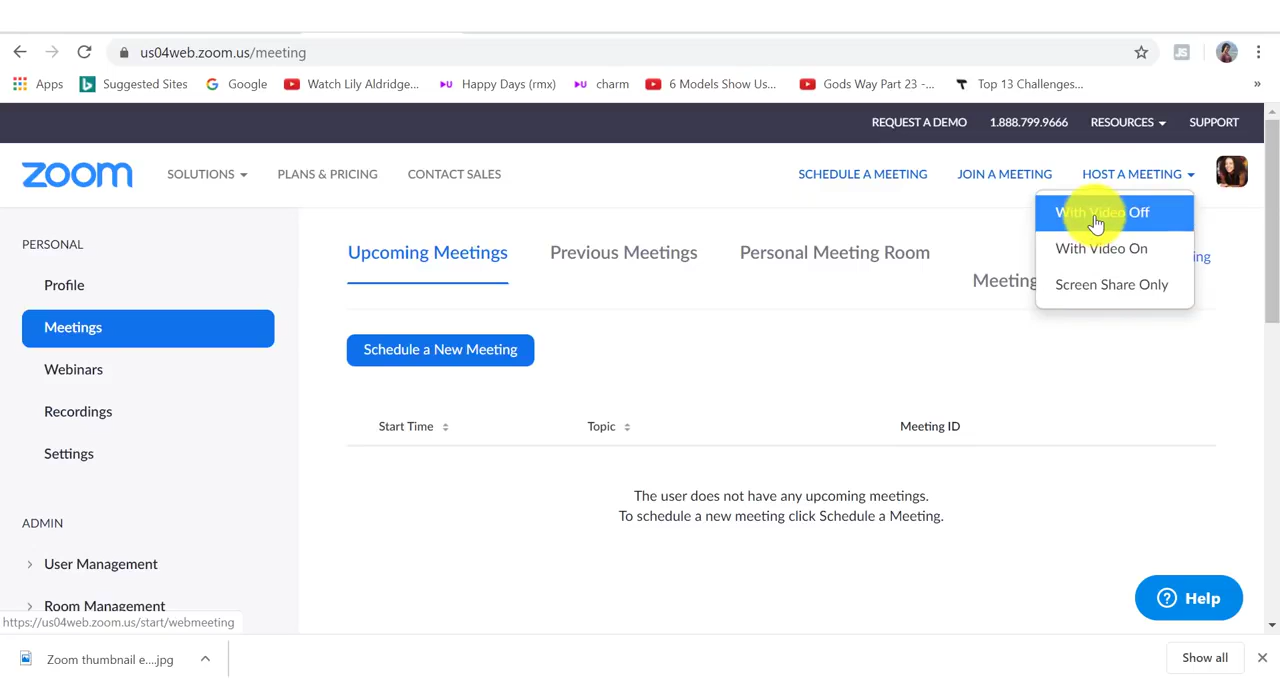 us04web.zoom.us/meeting
JS
Apps Suggested Sites Google Watch Lily Aldridge... Happy Days (rmx) charm 6 Models Show Us... Gods Way Part 23 -... Top 13 Challenges... »
REQUEST A DEMO 1.888.799.9666 RESOURCES SUPPORT
zoom SOLUTIONS PLANS & PRICING CONTACT SALES SCHEDULE A MEETING JOIN A MEETING HOST A MEETING
With Video Off
With Video On
Screen Share Only
PERSONAL
Profile
Meetings
Webinars
Recordings
Settings
ADMIN
User Management
Room Management
Upcoming Meetings Previous Meetings Personal Meeting Room
Meeting
ing
Schedule a New Meeting
Start Time Topic Meeting ID
The user does not have any upcoming meetings.
To schedule a new meeting click Schedule a Meeting.
Help
https://us04web.zoom.us/start/webmeeting
Zoom thumbnail e....jpg Show all